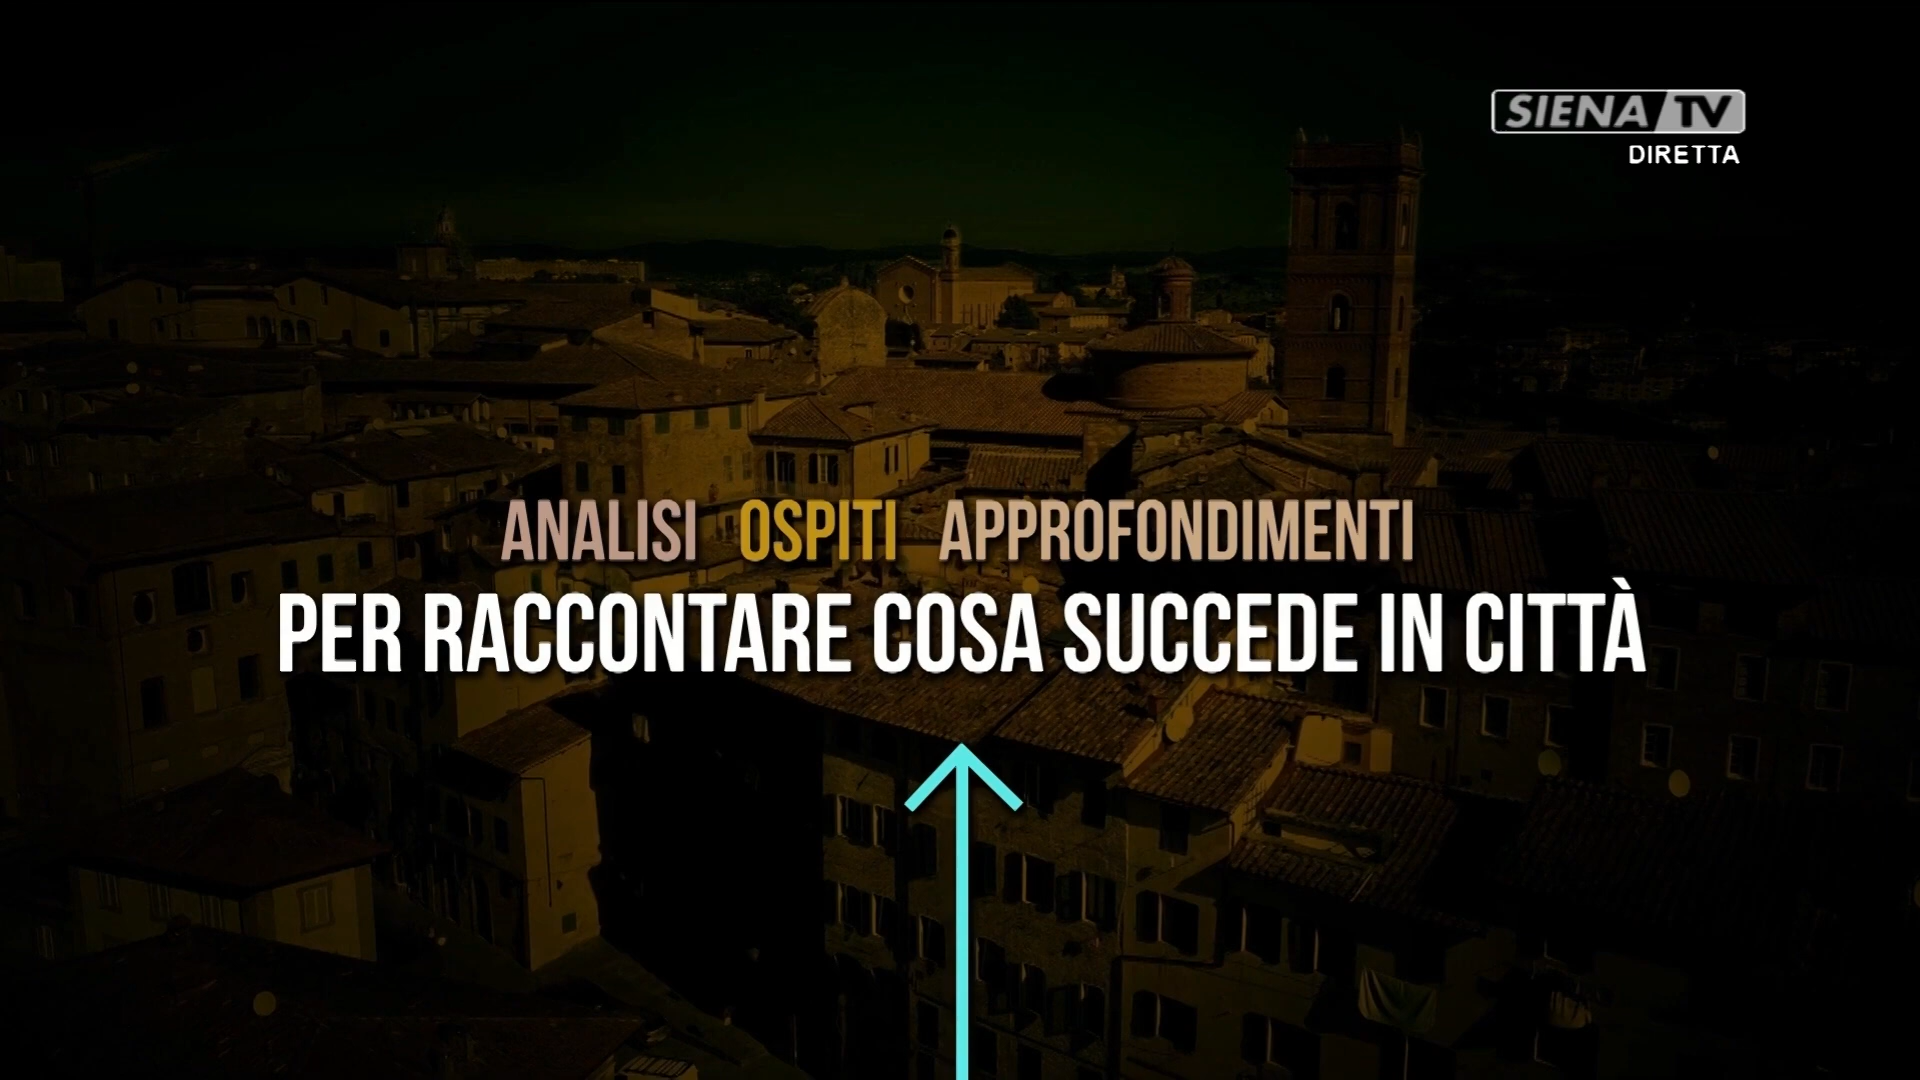 SIENA TV
DIRETTA
ANALISI OSPITI APPROFONDIMENTI
PER RACCONTARE COSA SUCCEDE IN CITTÀ